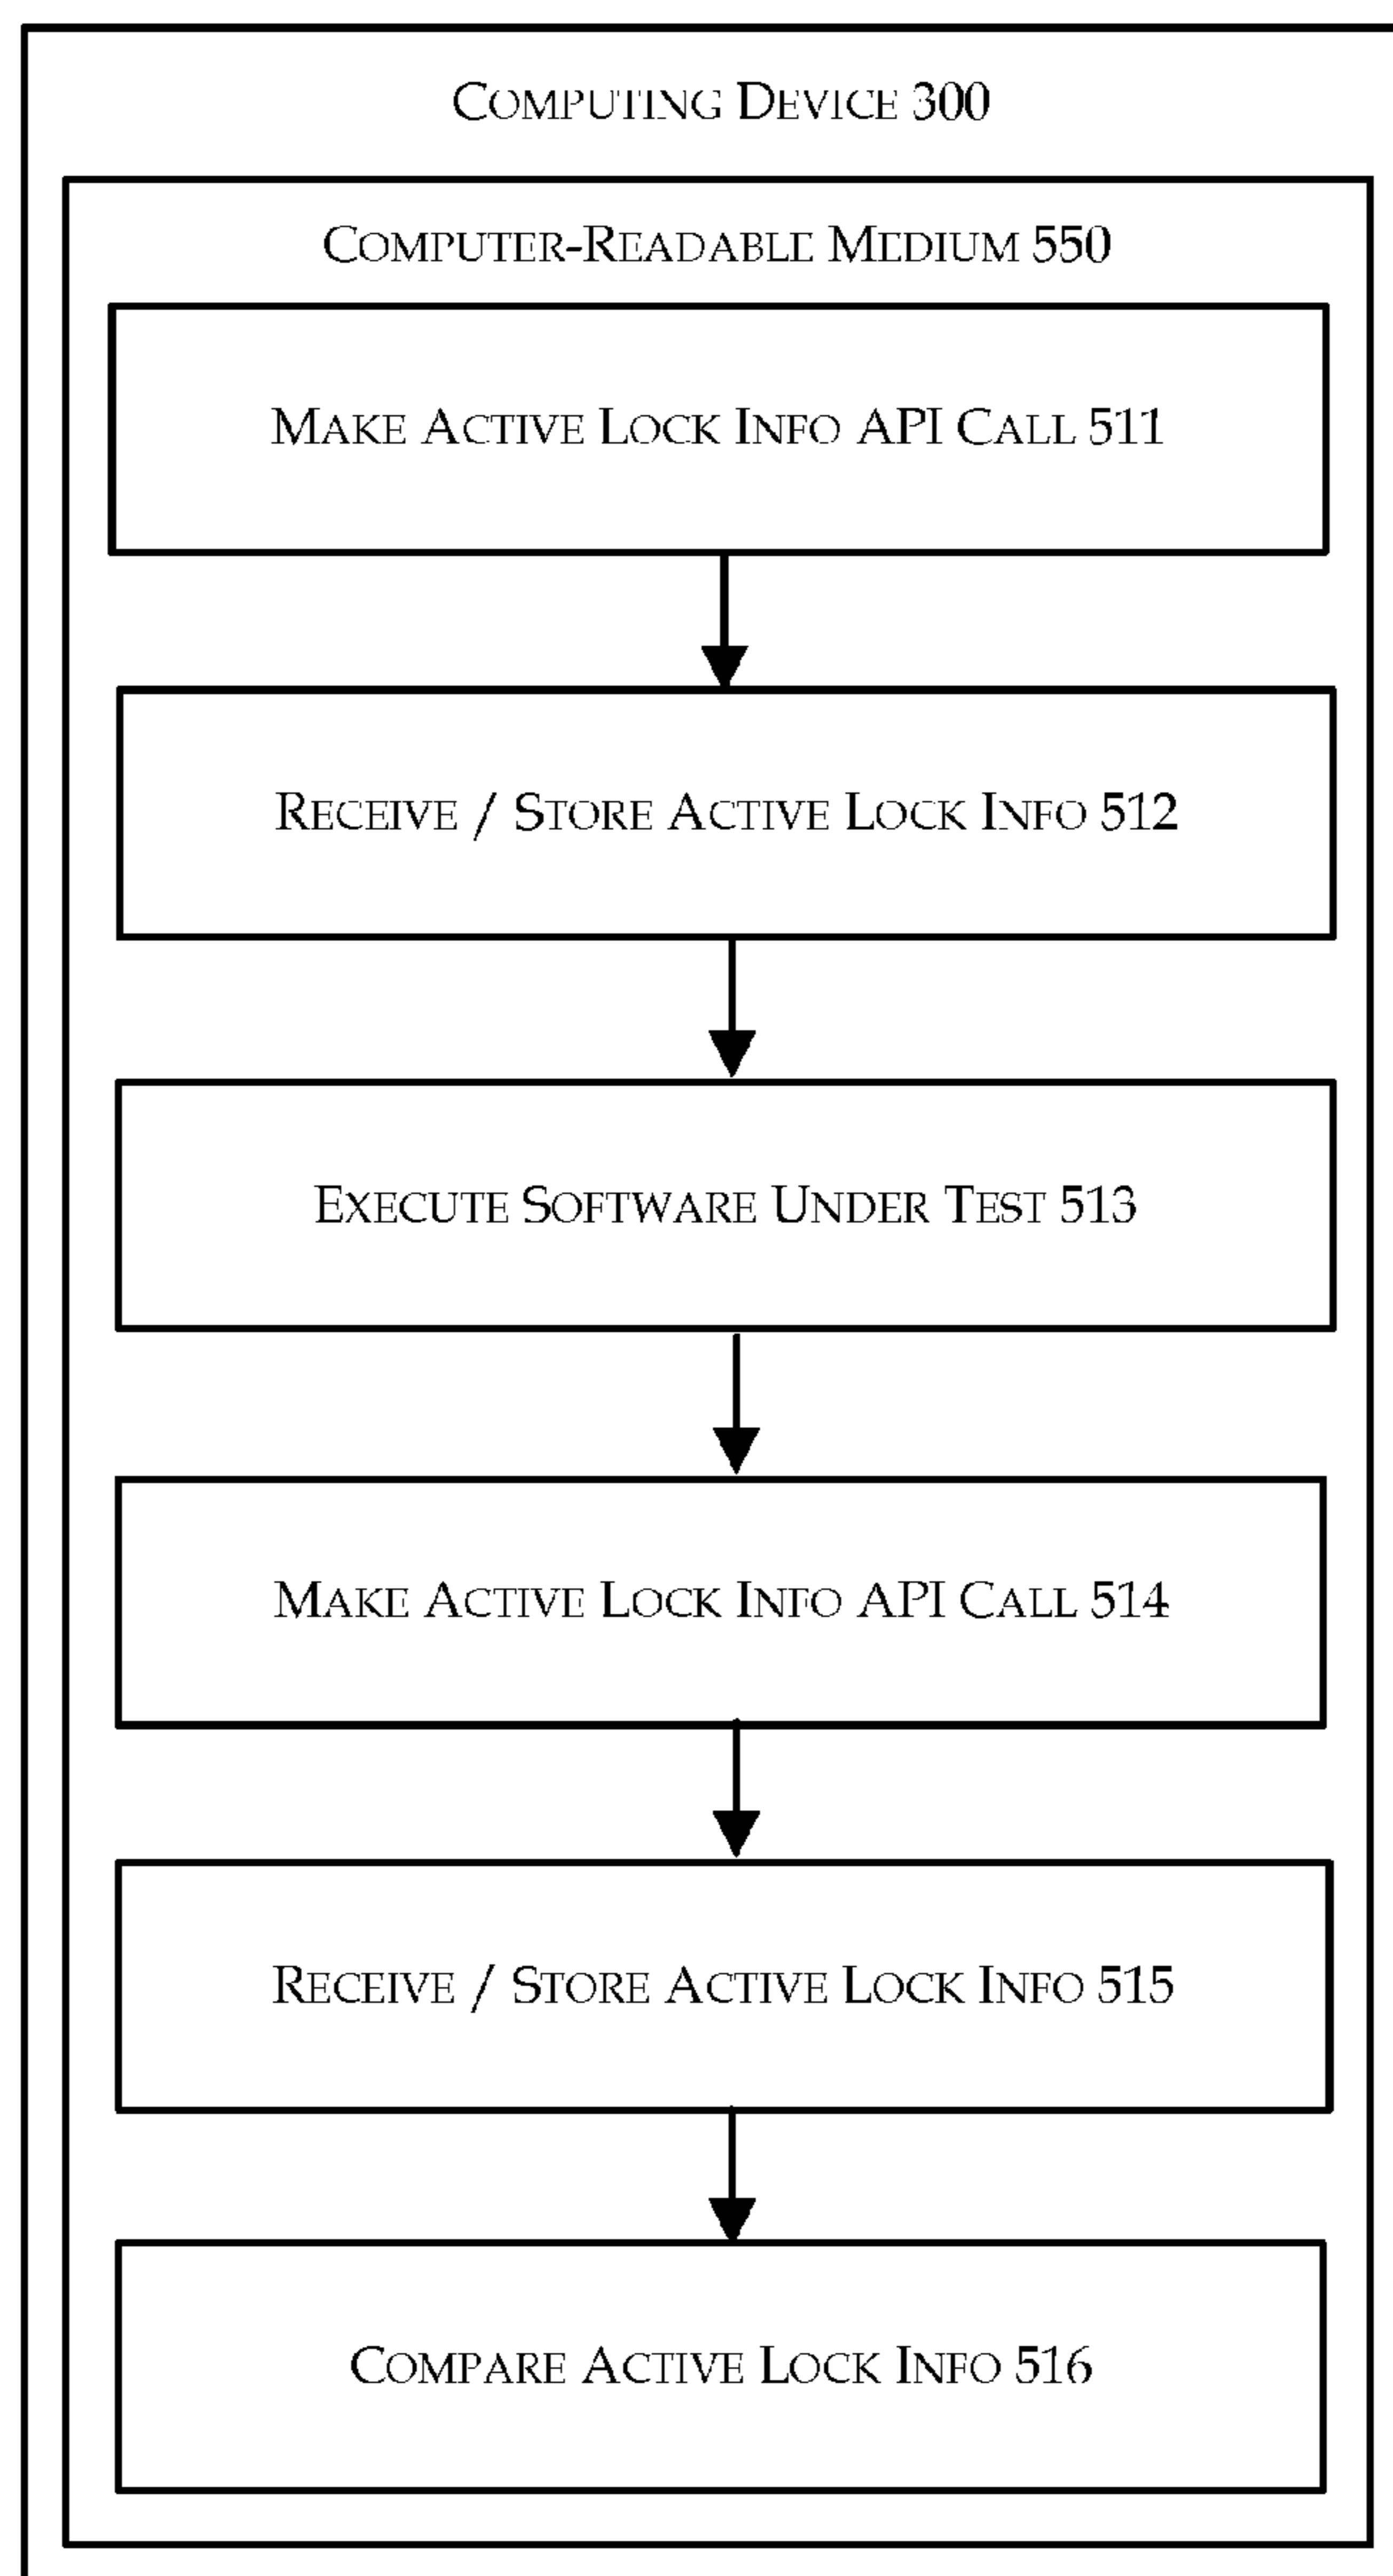 COMPUTING DEVICE 300
COMPUTER-READABLE MEDIUM 550
MAKE ACTIVE LOCK INFO API CALL 511
RECEIVE / STORE ACTIVE LOCK INFO 512
EXECUTE SOFTWARE UNDER TEST 513
MAKE ACTIVE LOCK INFO API CALL 514
RECEIVE / STORE ACTIVE LOCK INFO 515
COMPARE ACTIVE LOCK INFO 516